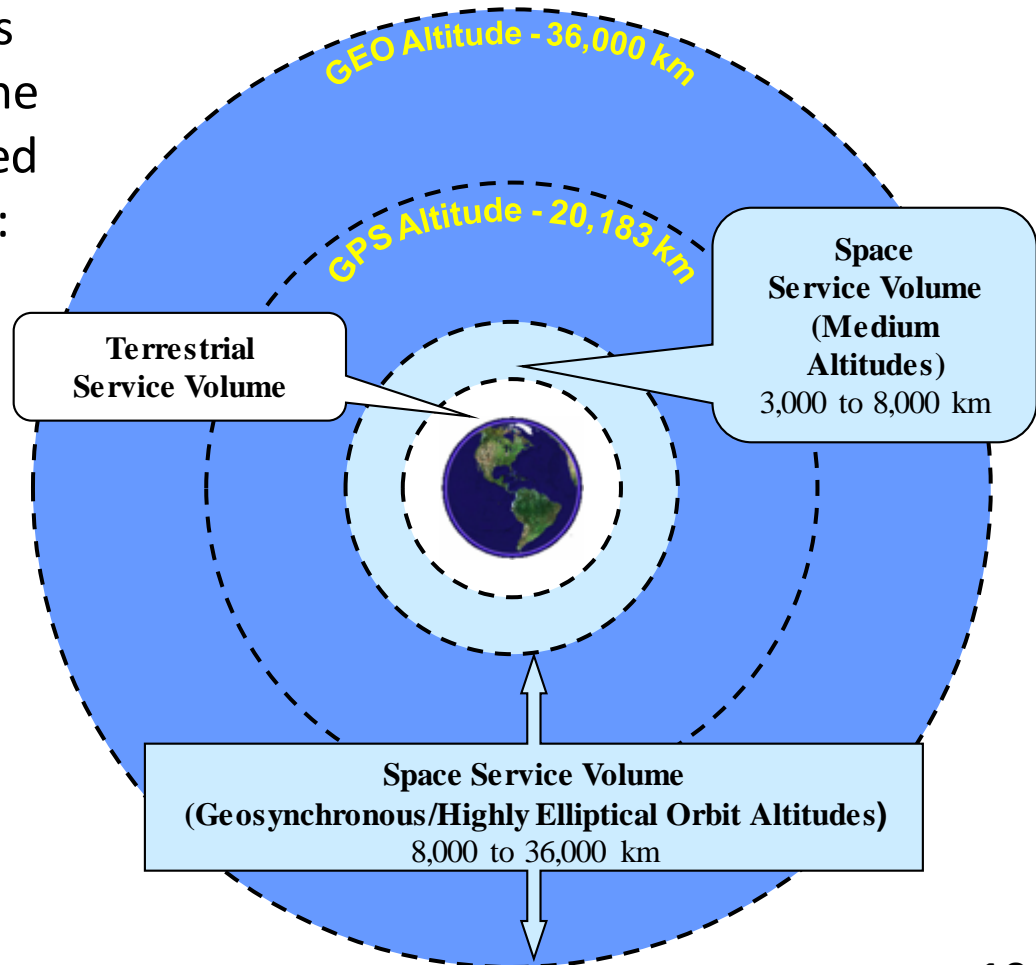 s
ne
ed
:
GEO Altitude - 36,000 km
GPS Altitude - 20,183 km
Space
Service Volume
(Medium
Altitudes)
3,000 to 8,000 km
Terrestrial
Service Volume
Space Service Volume
(Geosynchronous/Highly Elliptical Orbit Altitudes)
8,000 to 36,000 km